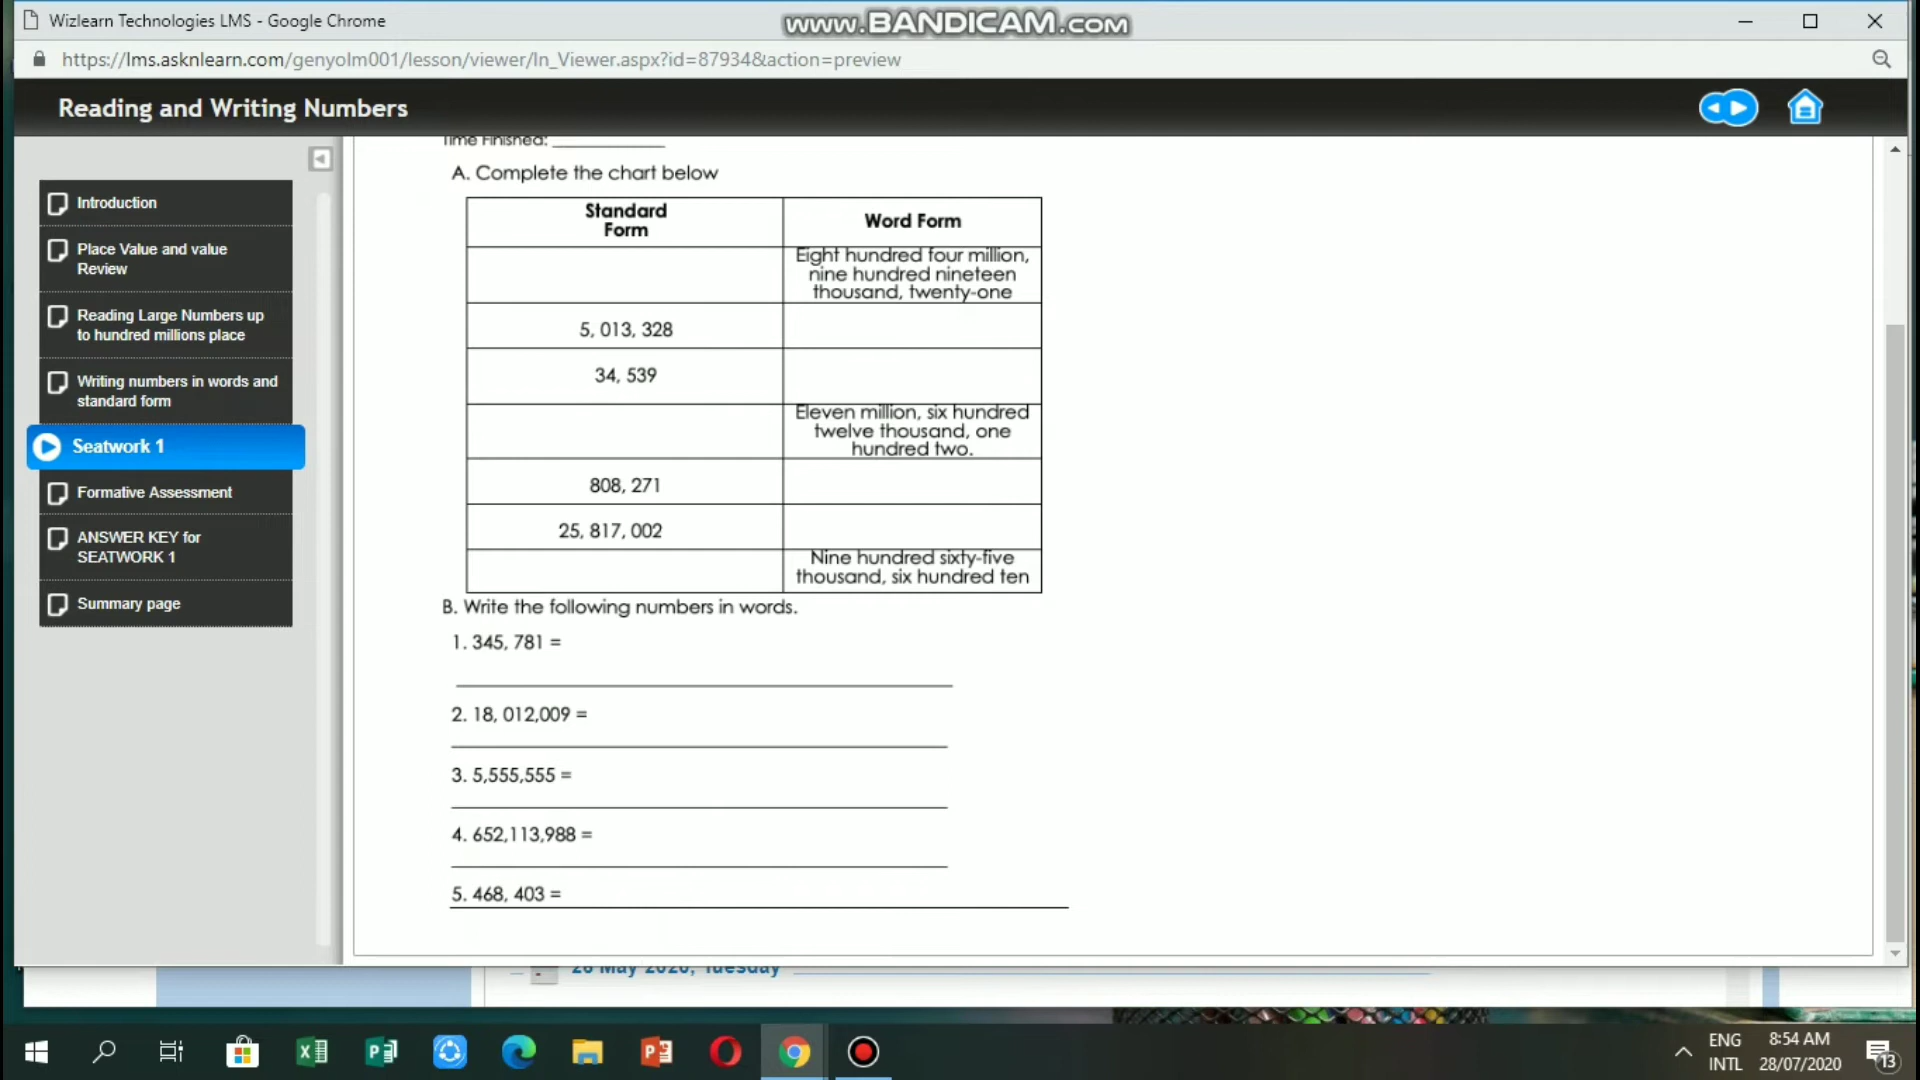 Wizlearn Technologies LMS - Google Chrome
www.BANDICAM.com
https://lms.asknlearn.com/genyolm001/lesson/viewer/ln_Viewer.aspx?id=87934&action=preview
Reading and Writing Numbers
Introduction
Place Value and value
Review
Reading Large Numbers up
to hundred millions place
Writing numbers in words and
standard form
Seatwork 1
Formative Assessment
ANSWER KEY for
SEATWORK 1
Summary page
Time Finished: ____________
A. Complete the chart below
Standard
Form
Word Form
Eight hundred four million,
nine hundred nineteen
thousand, twenty-one
5, 013, 328
34, 539
Eleven million, six hundred
twelve thousand, one
hundred two.
808, 271
25, 817, 002
Nine hundred sixty-five
thousand, six hundred ten
B. Write the following numbers in words.
1. 345, 781 =
2. 18, 012,009 =
3. 5,555,555 =
4. 652,113,988 =
5. 468, 403 =
May 2020, Tuesday
ENG
INTL
8:54 AM
28/07/2020
13